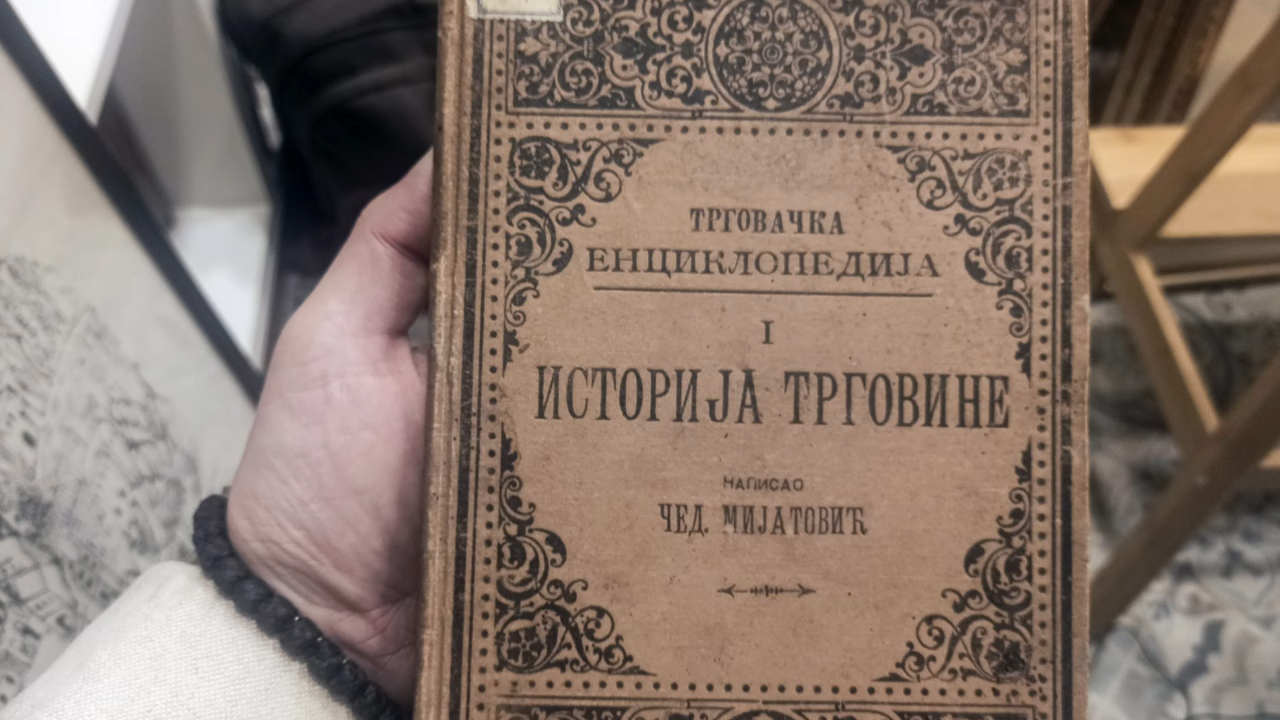 ТРГОВАЧКА
ЕНЦИКЛОПЕДИЈА
I
ИСТОРИЈА ТРГОВИНЕ
НАПИСАО
ЧЕД. МИЈАТОВИЋ